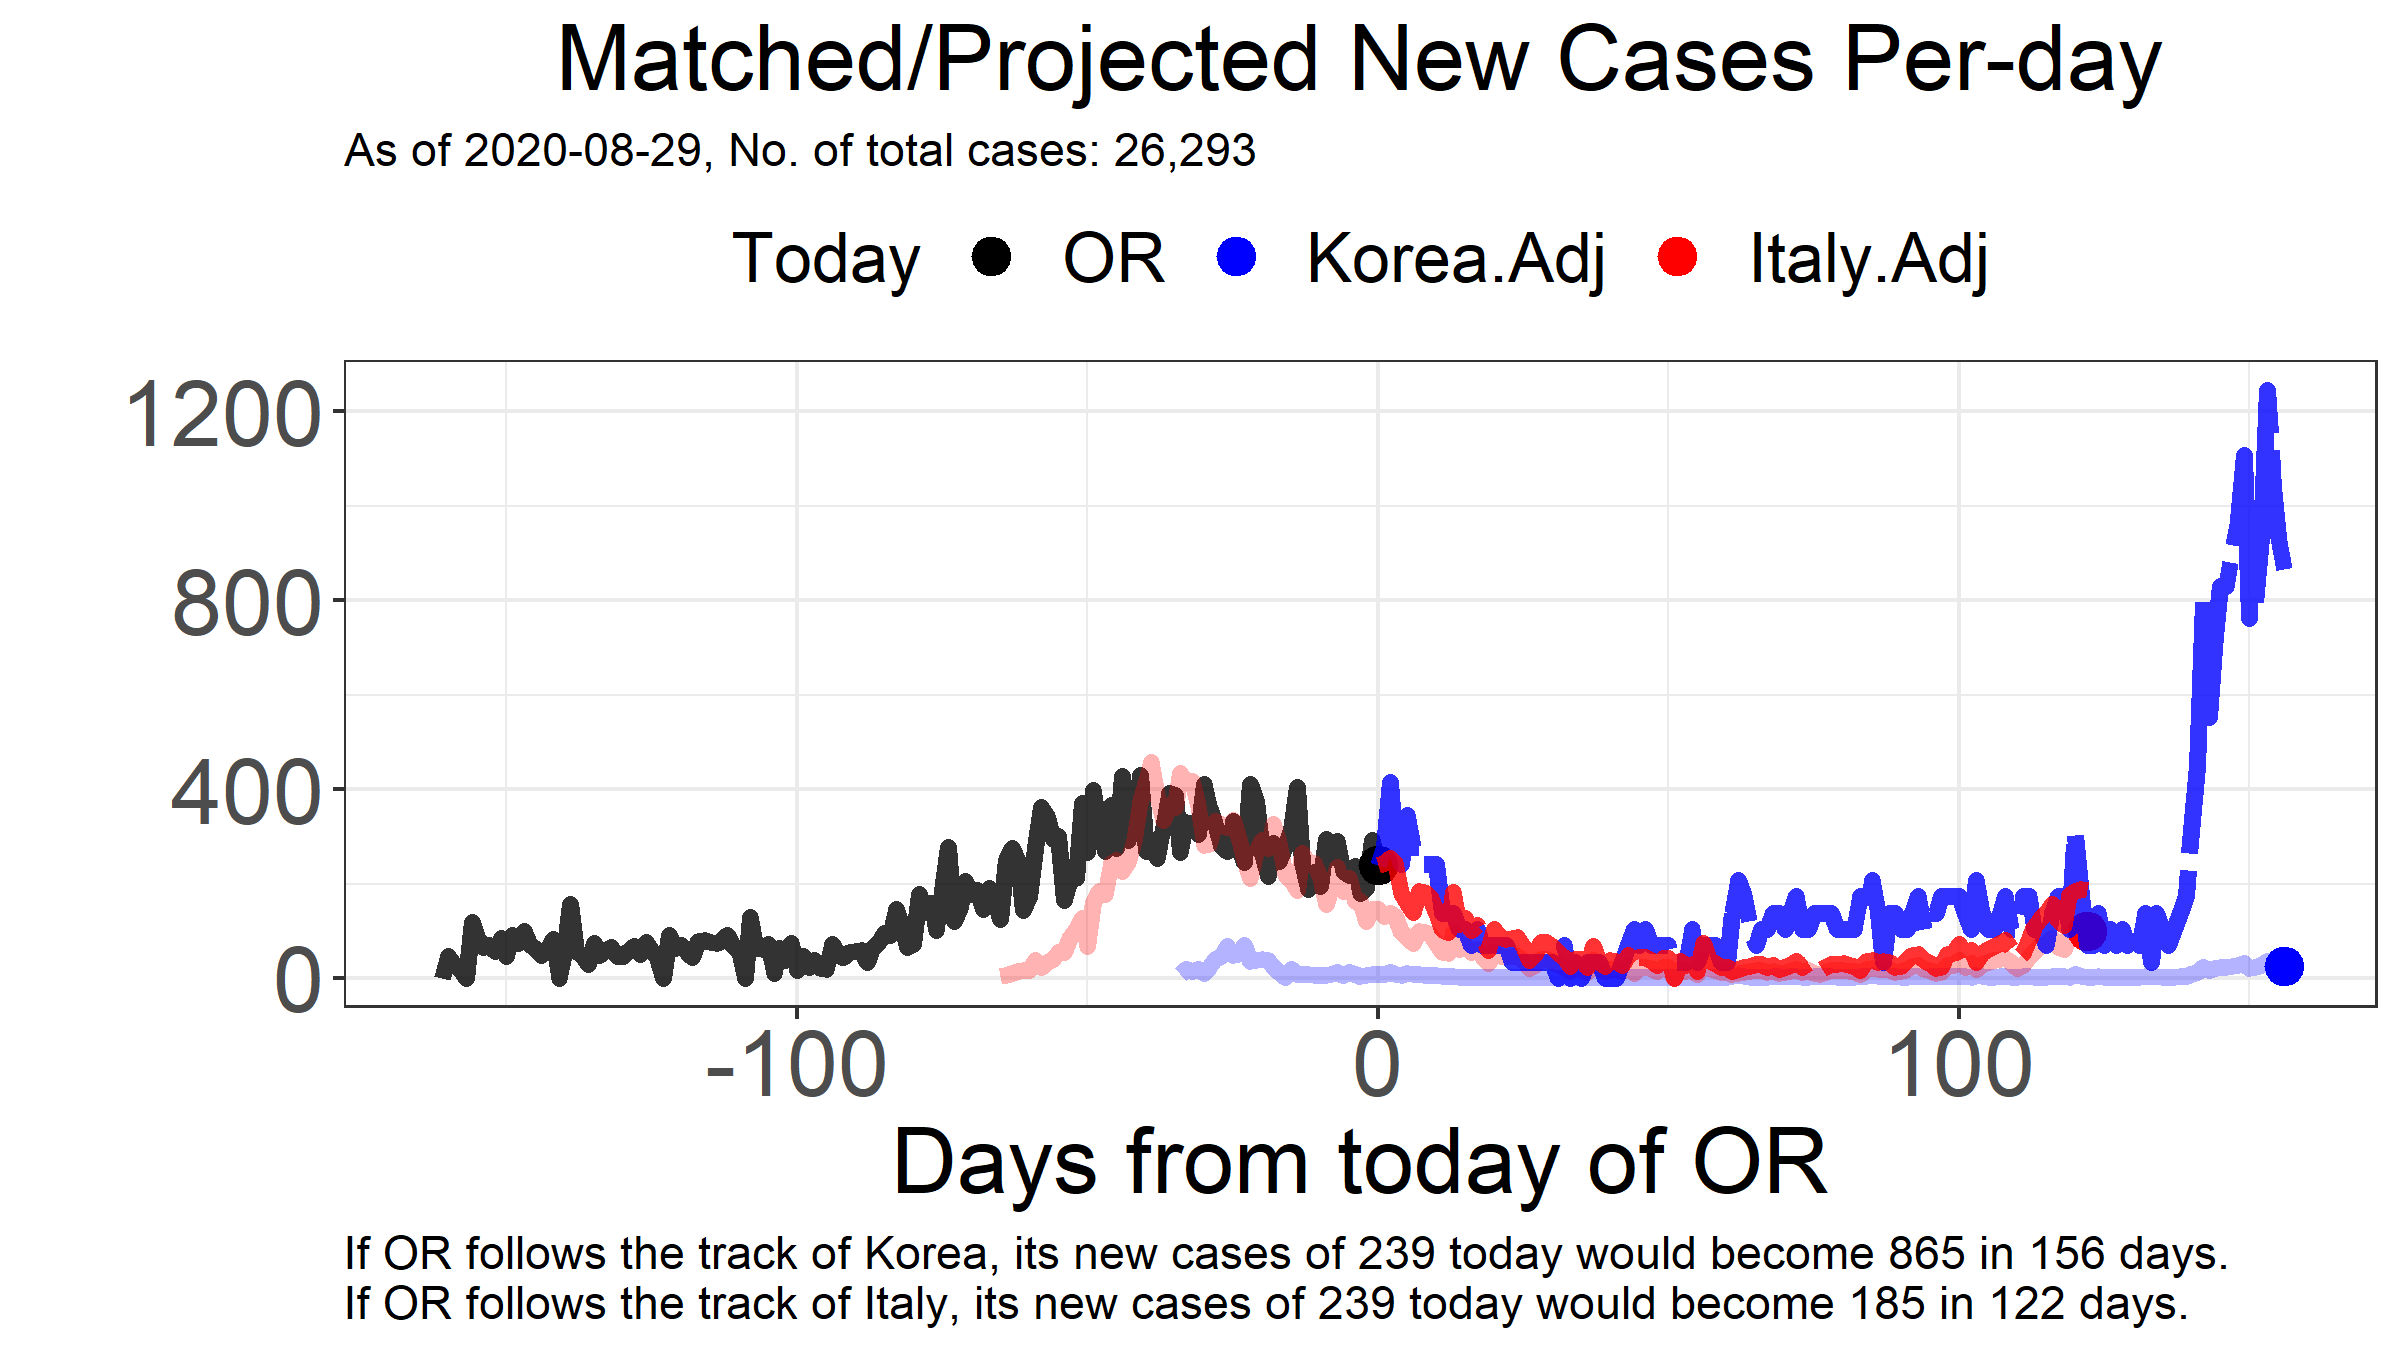 Matched/Projected New Cases Per-day
As of 2020-08-29, No. of total cases: 26,293
Today OR Korea.Adj Italy.Adj
1200
800
400
0
-100 0 100
Days from today of OR
If OR follows the track of Korea, its new cases of 239 today would become 865 in 156 days.
If OR follows the track of Italy, its new cases of 239 today would become 185 in 122 days.